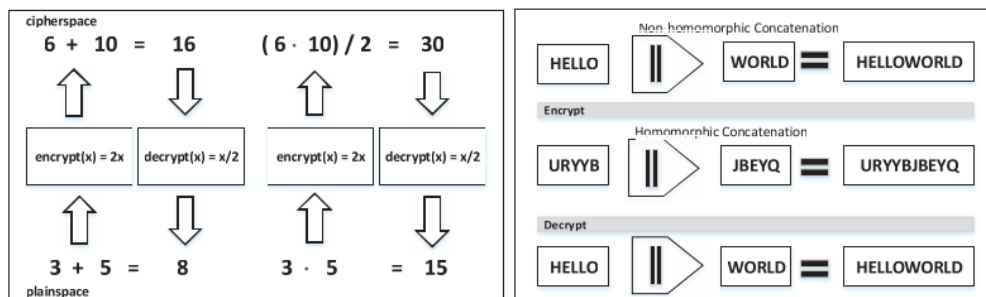 cipherspace
6 + 10 = 16
( 6 · 10) / 2 = 30
encrypt(x) = 2x
decrypt(x) = x/2
encrypt(x) = 2x
decrypt(x) = x/2
3 + 5 = 8
3 · 5 = 15
plainspace
Non-homomorphic Concatenation
HELLO || WORLD = HELLOWORLD
Encrypt
Homomorphic Concatenation
URYYB || JBEYQ = URYYBJBEYQ
Decrypt
HELLO || WORLD = HELLOWORLD